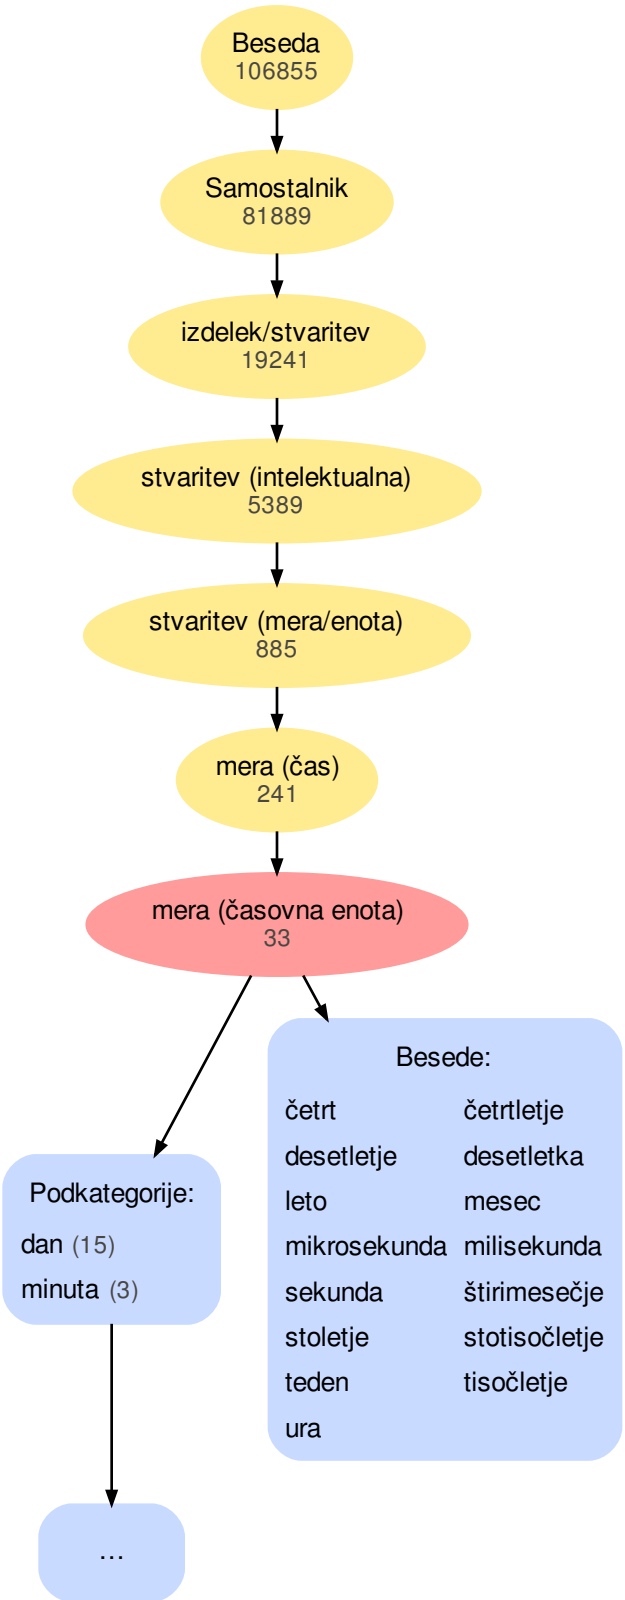 Beseda
106855
Samostalnik
81889
izdelek/stvaritev
19241
stvaritev (intelektualna)
5389
stvaritev (mera/enota)
885
mera (čas)
241
mera (časovna enota)
33
Besede:
četrt četrtletje
desetletje desetletka
leto mesec
mikrosekunda milisekunda
sekunda štirimesečje
stoletje stotisočletje
teden tisočletje
ura
Podkategorije:
dan (15)
minuta (3)
...